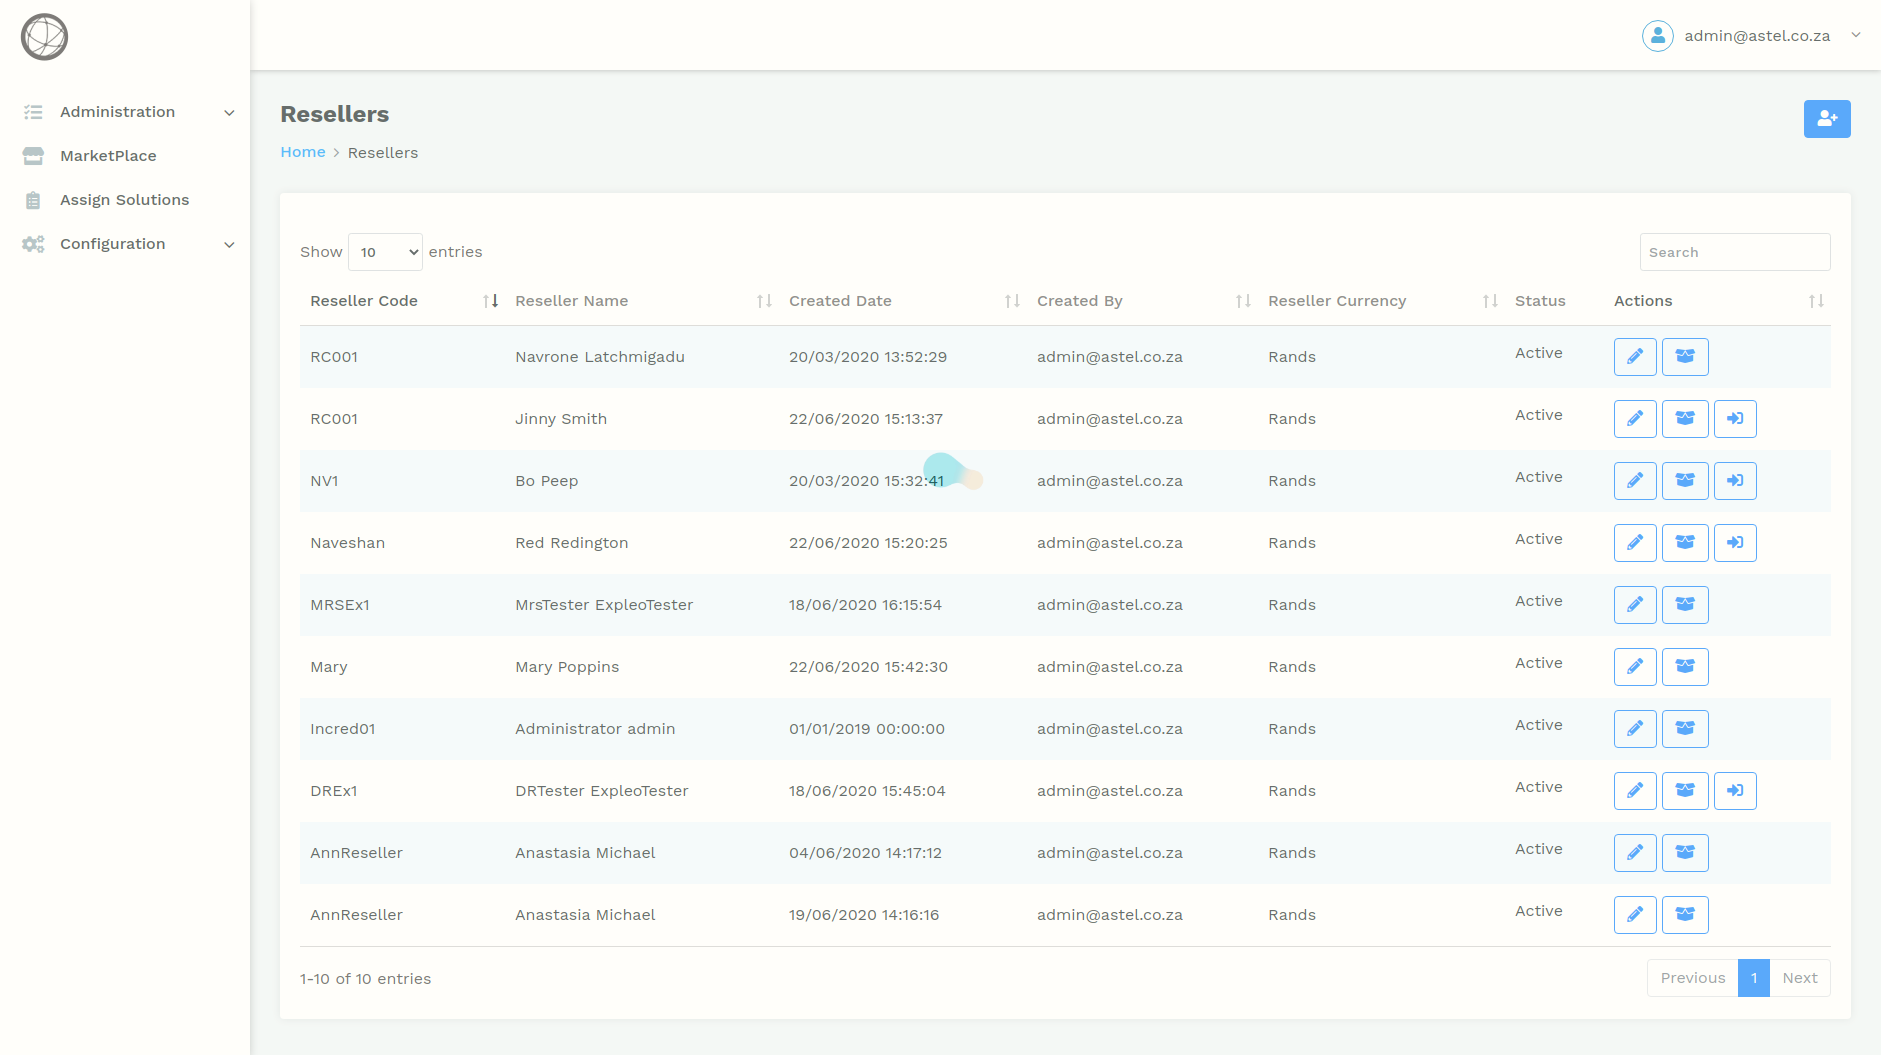 admin@astel.co.za
Administration
MarketPlace
Assign Solutions
Configuration
Resellers
Home > Resellers
Show 10 entries
Search
Reseller Code Reseller Name Created Date Created By Reseller Currency Status Actions
RC001 Navrone Latchmigadu 20/03/2020 13:52:29 admin@astel.co.za Rands Active
RC001 Jinny Smith 22/06/2020 15:13:37 admin@astel.co.za Rands Active
NV1 Bo Peep 20/03/2020 15:32:41 admin@astel.co.za Rands Active
Naveshan Red Redington 22/06/2020 15:20:25 admin@astel.co.za Rands Active
MRSEx1 MrsTester ExpleoTester 18/06/2020 16:15:54 admin@astel.co.za Rands Active
Mary Mary Poppins 22/06/2020 15:42:30 admin@astel.co.za Rands Active
Incred01 Administrator admin 01/01/2019 00:00:00 admin@astel.co.za Rands Active
DREx1 DRTester ExpleoTester 18/06/2020 15:45:04 admin@astel.co.za Rands Active
AnnReseller Anastasia Michael 04/06/2020 14:17:12 admin@astel.co.za Rands Active
AnnReseller Anastasia Michael 19/06/2020 14:16:16 admin@astel.co.za Rands Active
1-10 of 10 entries
Previous 1 Next